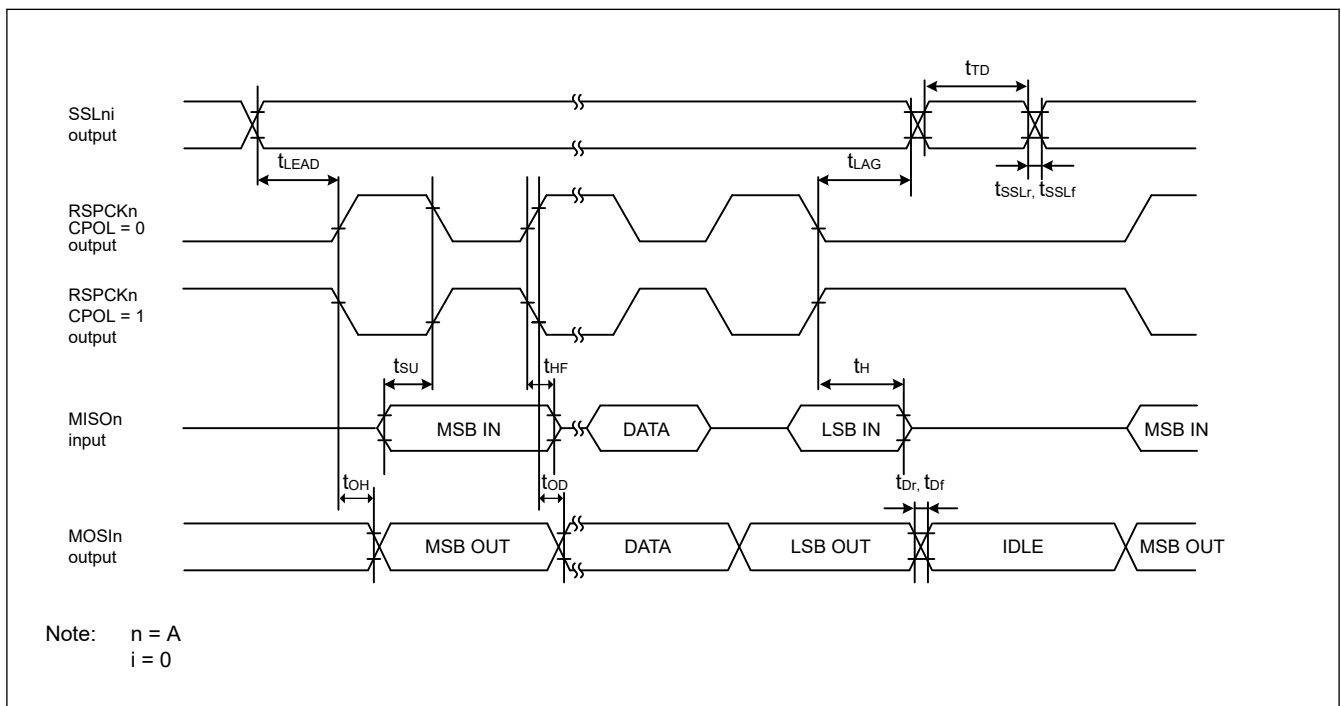 tTD
SSLni
output
tLEAD
tLAG
tSSLr, tSSLf
RSPCKn
CPOL = 0
output
RSPCKn
CPOL = 1
output
tSU
tHF
tH
MISOn
input
MSB IN
DATA
LSB IN
MSB IN
tOH
tOD
tDr, tDf
MOSIn
output
MSB OUT
DATA
LSB OUT
IDLE
MSB OUT
Note: n = A
i = 0